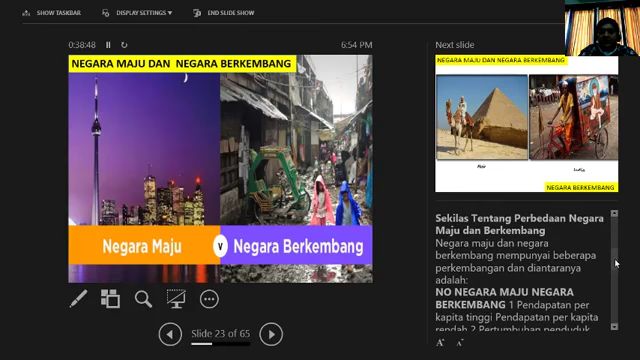 SHOW TASKBAR
DISPLAY SETTINGS
END SLIDE SHOW
0:38:48
6:54 PM
NEGARA MAJU DAN NEGARA BERKEMBANG
Negara Maju
V
Negara Berkembang
Slide 23 of 65
Next slide
NEGARA MAJU DAN NEGARA BERKEMBANG
India
NEGARA BERKEMBANG
Sekilas Tentang Perbedaan Negara
Maju dan Berkembang
Negara maju dan negara
berkembang mempunyai beberapa
perkembangan dan diantaranya
adalah:
NO NEGARA MAJU NEGARA
BERKEMBANG 1 Pendapatan per
kapita tinggi Pendapatan per kapita
rendah 2 Pertumbuhan penduduk
A A